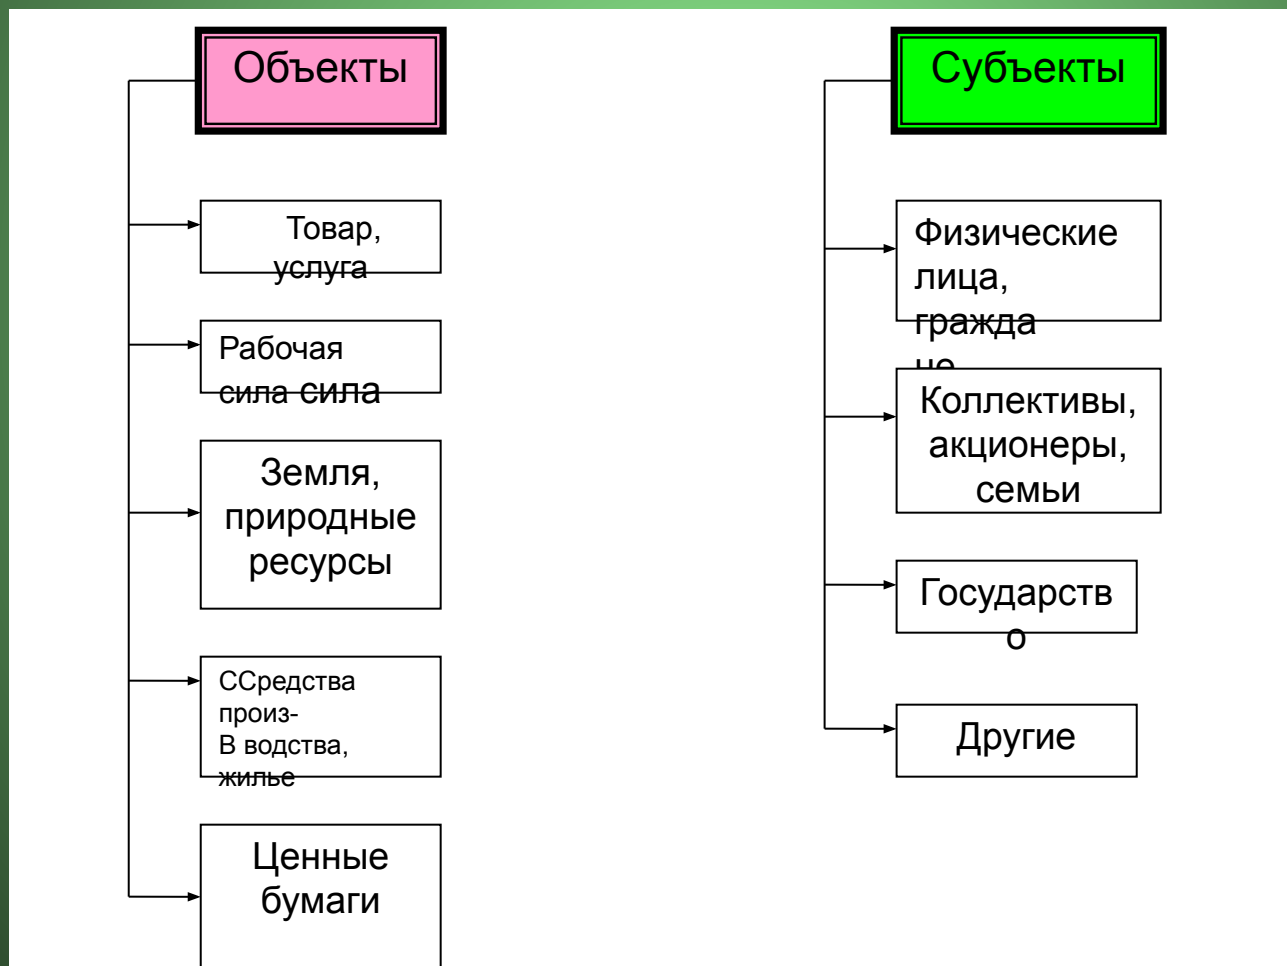 Объекты
Товар,
услуга
Рабочая
сила сила
Земля,
природные
ресурсы
ССредства
произ-
В водства,
жилье
Ценные
бумаги
Субъекты
Физические
лица,
гражда
не
Коллективы,
акционеры,
семьи
Государств
о
Другие